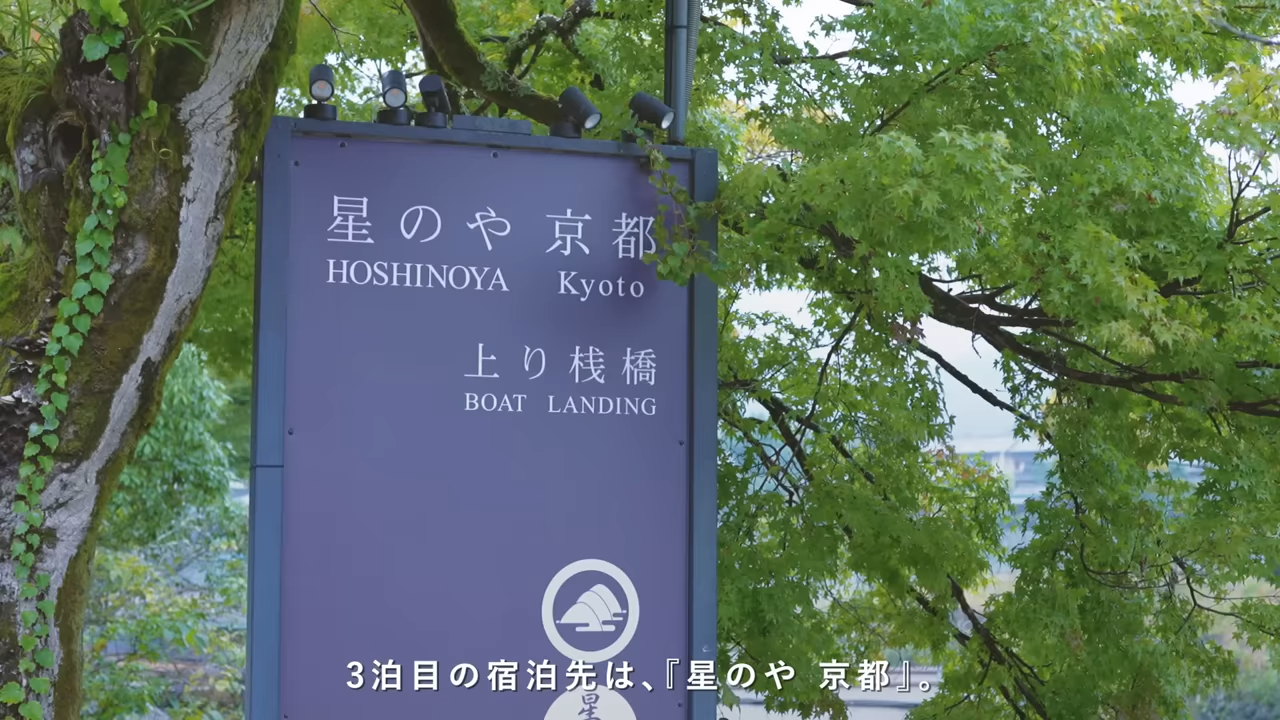 星のや 京都
HOSHINOYA Kyoto
上り桟橋
BOAT LANDING
3泊目の宿泊先は、『星のや 京都』。
星